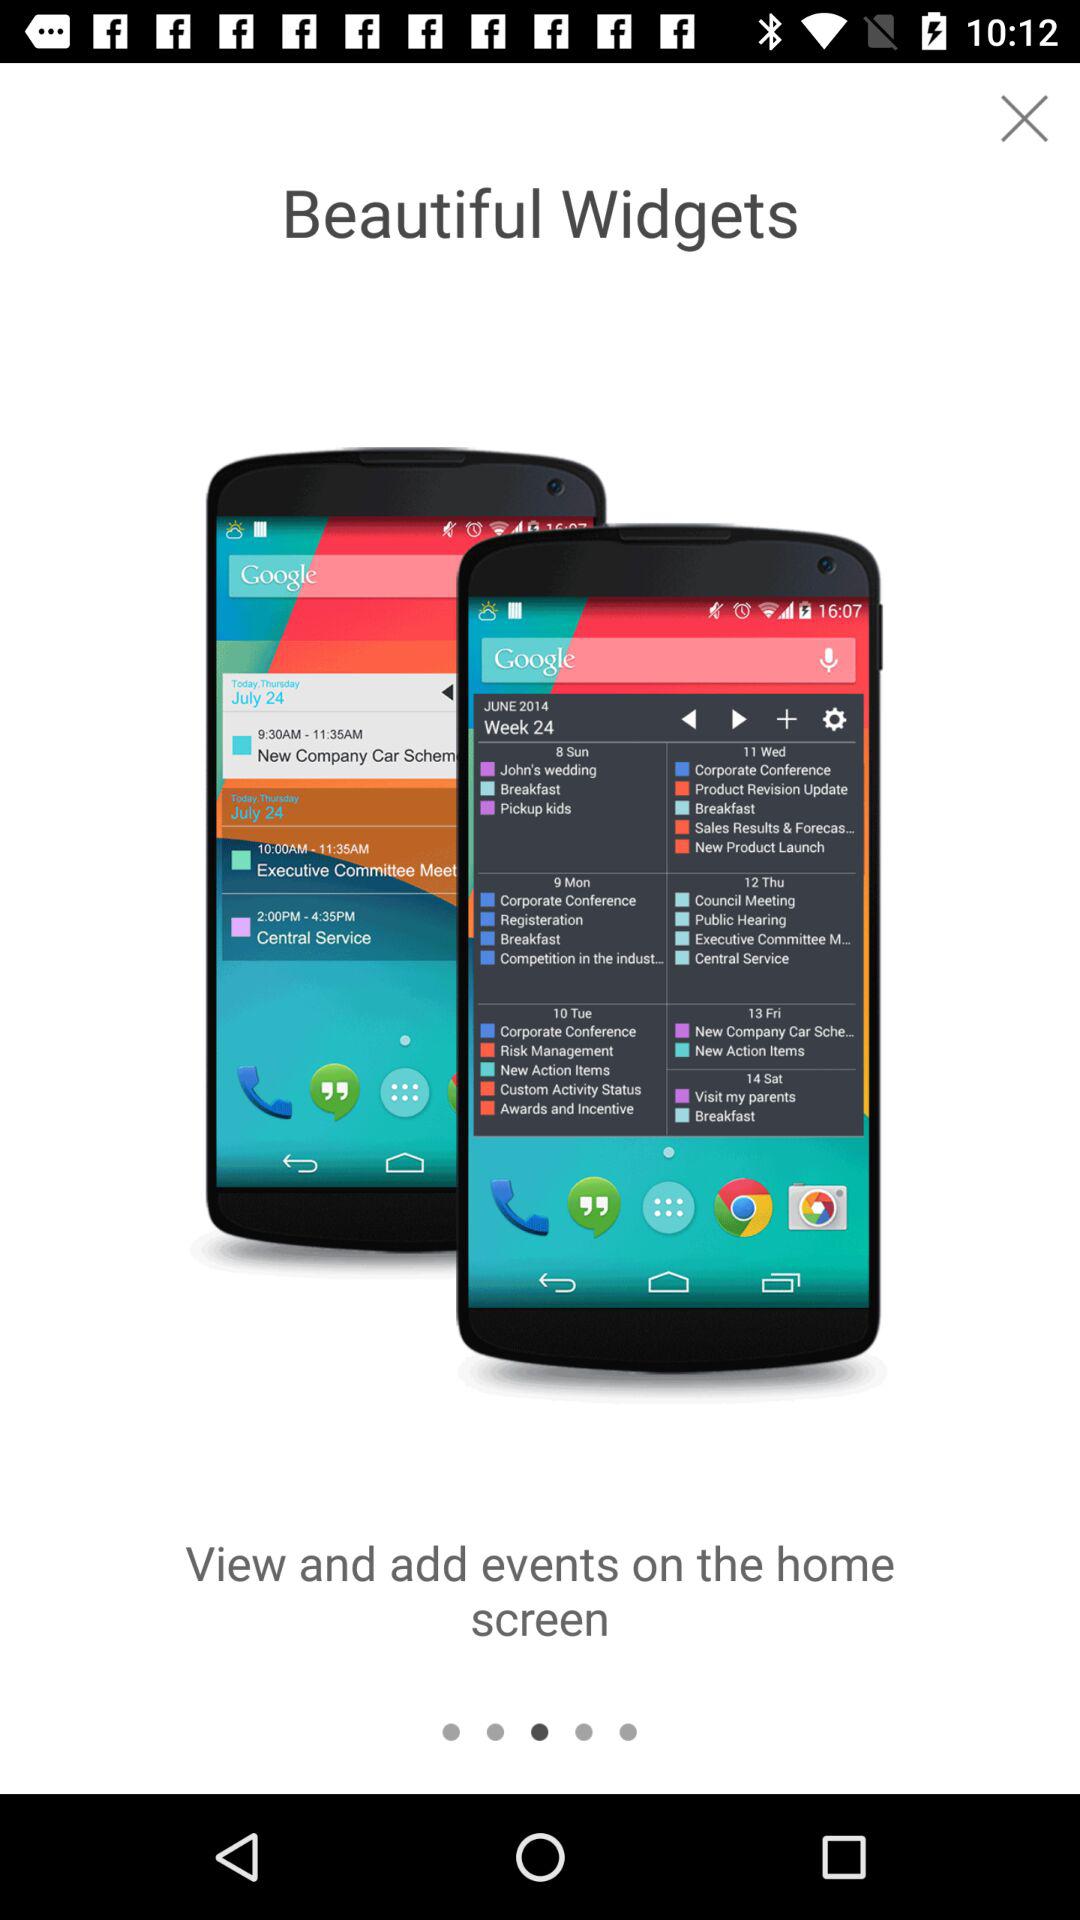 10:12
Beautiful Widgets
16:07
Google
Today,Thursday
July 24
9:30AM - 11:35AM
New Company Car Schem
Today,Thursday
July 24
10:00AM - 11:35AM
Executive Committee Meet
2:00PM - 4:35PM
Central Service
16:07
Google
JUNE 2014
Week 24
8 Sun
John's wedding
Breakfast
Pickup kids
9 Mon
Corporate Conference
Registeration
Breakfast
Competition in the indust...
10 Tue
Corporate Conference
Risk Management
New Action Items
Custom Activity Status
Awards and Incentive
11 Wed
Corporate Conference
Product Revision Update
Breakfast
Sales Results & Forecas...
New Product Launch
12 Thu
Council Meeting
Public Hearing
Executive Committee M...
Central Service
13 Fri
New Company Car Sche...
New Action Items
14 Sat
Visit my parents
Breakfast
View and add events on the home
screen